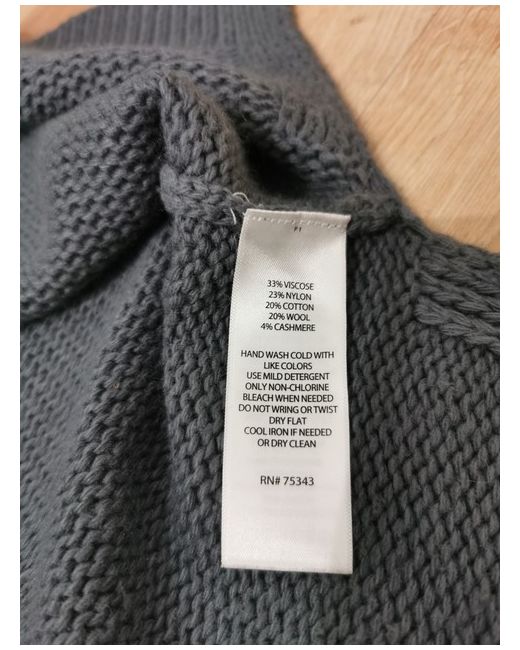 33% VISCOSE
23% NYLON
20% COTTON
20% WOOL
4% CASHMERE
HAND WASH COLD WITH
LIKE COLORS
USE MILD DETERGENT
ONLY NON-CHLORINE
BLEACH WHEN NEEDED
DO NOT WRING OR TWIST
DRY FLAT
COOL IRON IF NEEDED
OR DRY CLEAN
RN# 75343